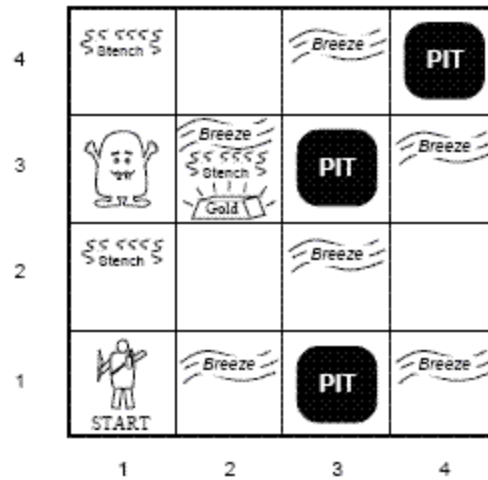 4
Stench
Breeze
PIT
3
Breeze
Stench
Gold
PIT
Breeze
2
Stench
Breeze
1
START
Breeze
PIT
Breeze
1 2 3 4